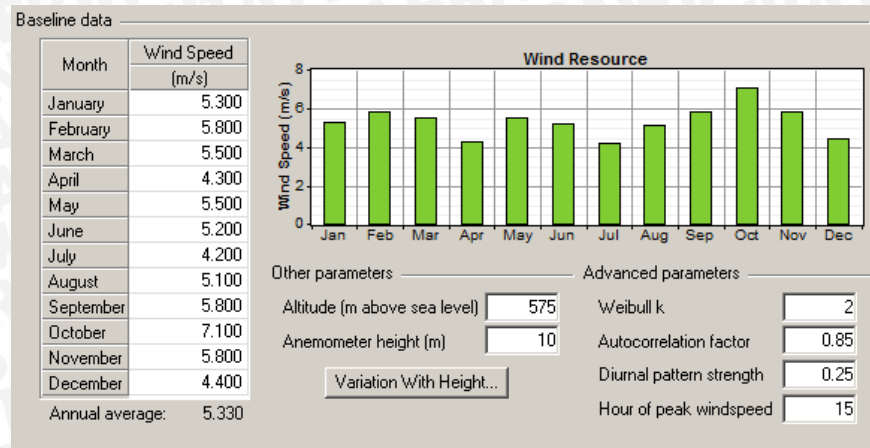 Baseline data
Month Wind Speed
(m/s)
January 5.300
February 5.800
March 5.500
April 4.300
May 5.500
June 5.200
July 4.200
August 5.100
September 5.800
October 7.100
November 5.800
December 4.400
Annual average: 5.330
Wind Resource
Wind Speed (m/s)
8
6
4
2
0
Jan Feb Mar Apr May Jun Jul Aug Sep Oct Nov Dec
Other parameters
Altitude (m above sea level) 575
Anemometer height (m) 10
Variation With Height...
Advanced parameters
Weibull k 2
Autocorrelation factor 0.85
Diurnal pattern strength 0.25
Hour of peak windspeed 15